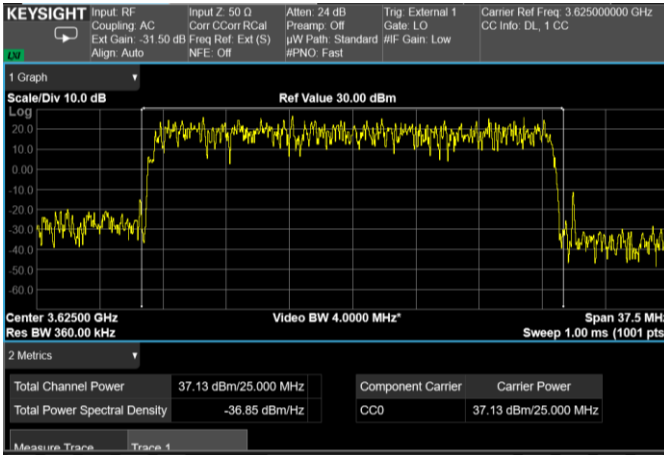 KEYSIGHT Input: RF Input Z: 50 Ω Atten: 24 dB Trig: External 1 Carrier Ref Freq: 3.625000000 GHz
Coupling: AC Corr CCorr RCal Preamp: Off Gate: LO CC Info: DL, 1 CC
Ext Gain: -31.50 dB Freq Ref: Ext (S) µW Path: Standard #IF Gain: Low
Align: Auto NFE: Off #PNO: Fast
LXI
1 Graph
Scale/Div 10.0 dB Ref Value 30.00 dBm
Log
20.0
10.0
0.00
-10.0
-20.0
-30.0
-40.0
-50.0
-60.0
Center 3.62500 GHz Video BW 4.0000 MHz* Span 37.5 MHz
Res BW 360.00 kHz Sweep 1.00 ms (1001 pts
2 Metrics
Total Channel Power 37.13 dBm/25.000 MHz Component Carrier Carrier Power
Total Power Spectral Density -36.85 dBm/Hz CC0 37.13 dBm/25.000 MHz
Measure Trace Trace 1